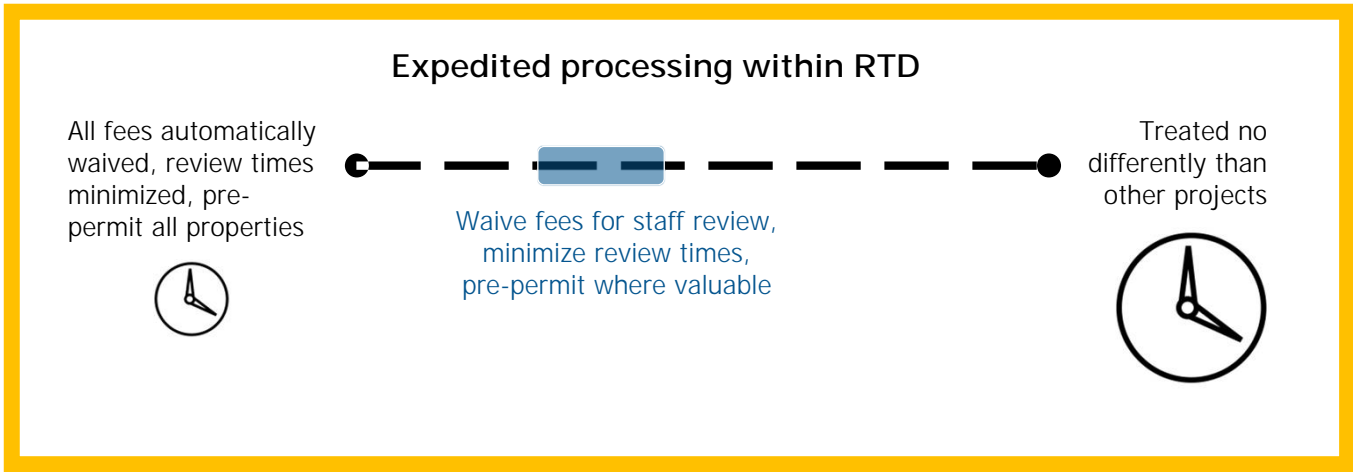 Expedited processing within RTD
All fees automatically
waived, review times
minimized, pre-
permit all properties
Waive fees for staff review,
minimize review times,
pre-permit where valuable
Treated no
differently than
other projects